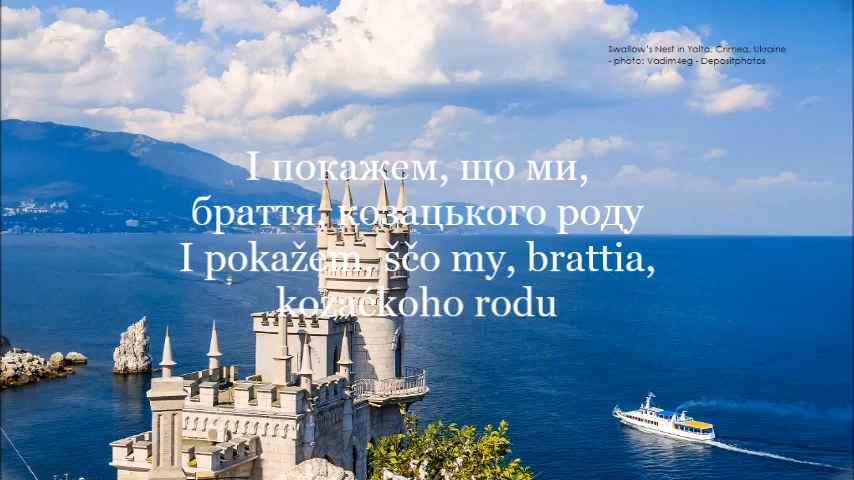 Swallow's Nest in Yalta, Crimea, Ukraine
- photo: Vadim4eg - Depositphotos
І покажем, що ми,
браття, козацького роду
I pokažem, ščo my, brattia,
kozaćkoho rodu